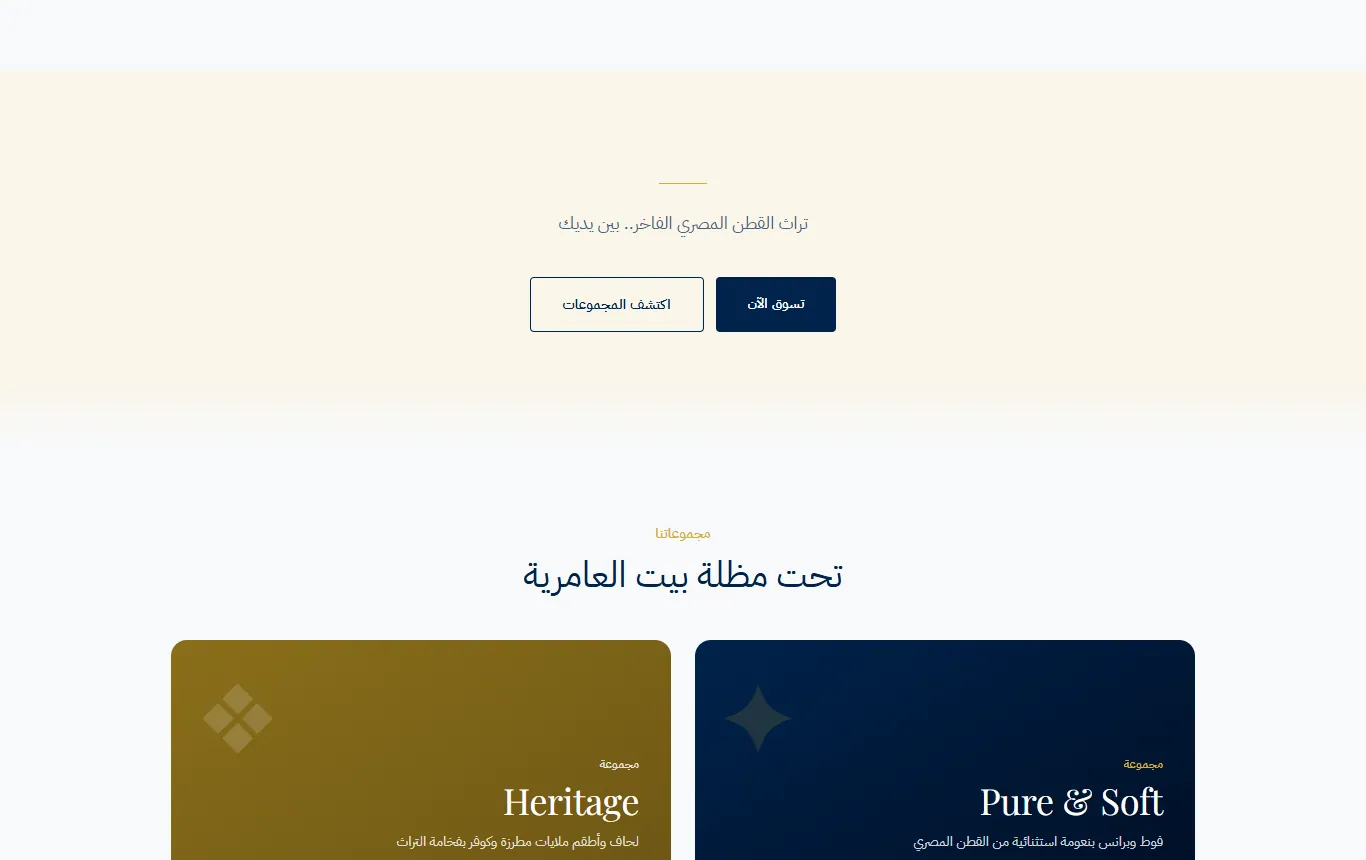 تراث القطن المصري الفاخر.. بين يديك
تسوق الآن
اكتشف المجموعات
مجموعاتنا
تحت مظلة بيت العامرية
مجموعة
Pure & Soft
فوط وبرانس بنعومة استثنائية من القطن المصري
مجموعة
Heritage
لحاف وأطقم ملايات مطرزة وكوفر بفخامة التراث